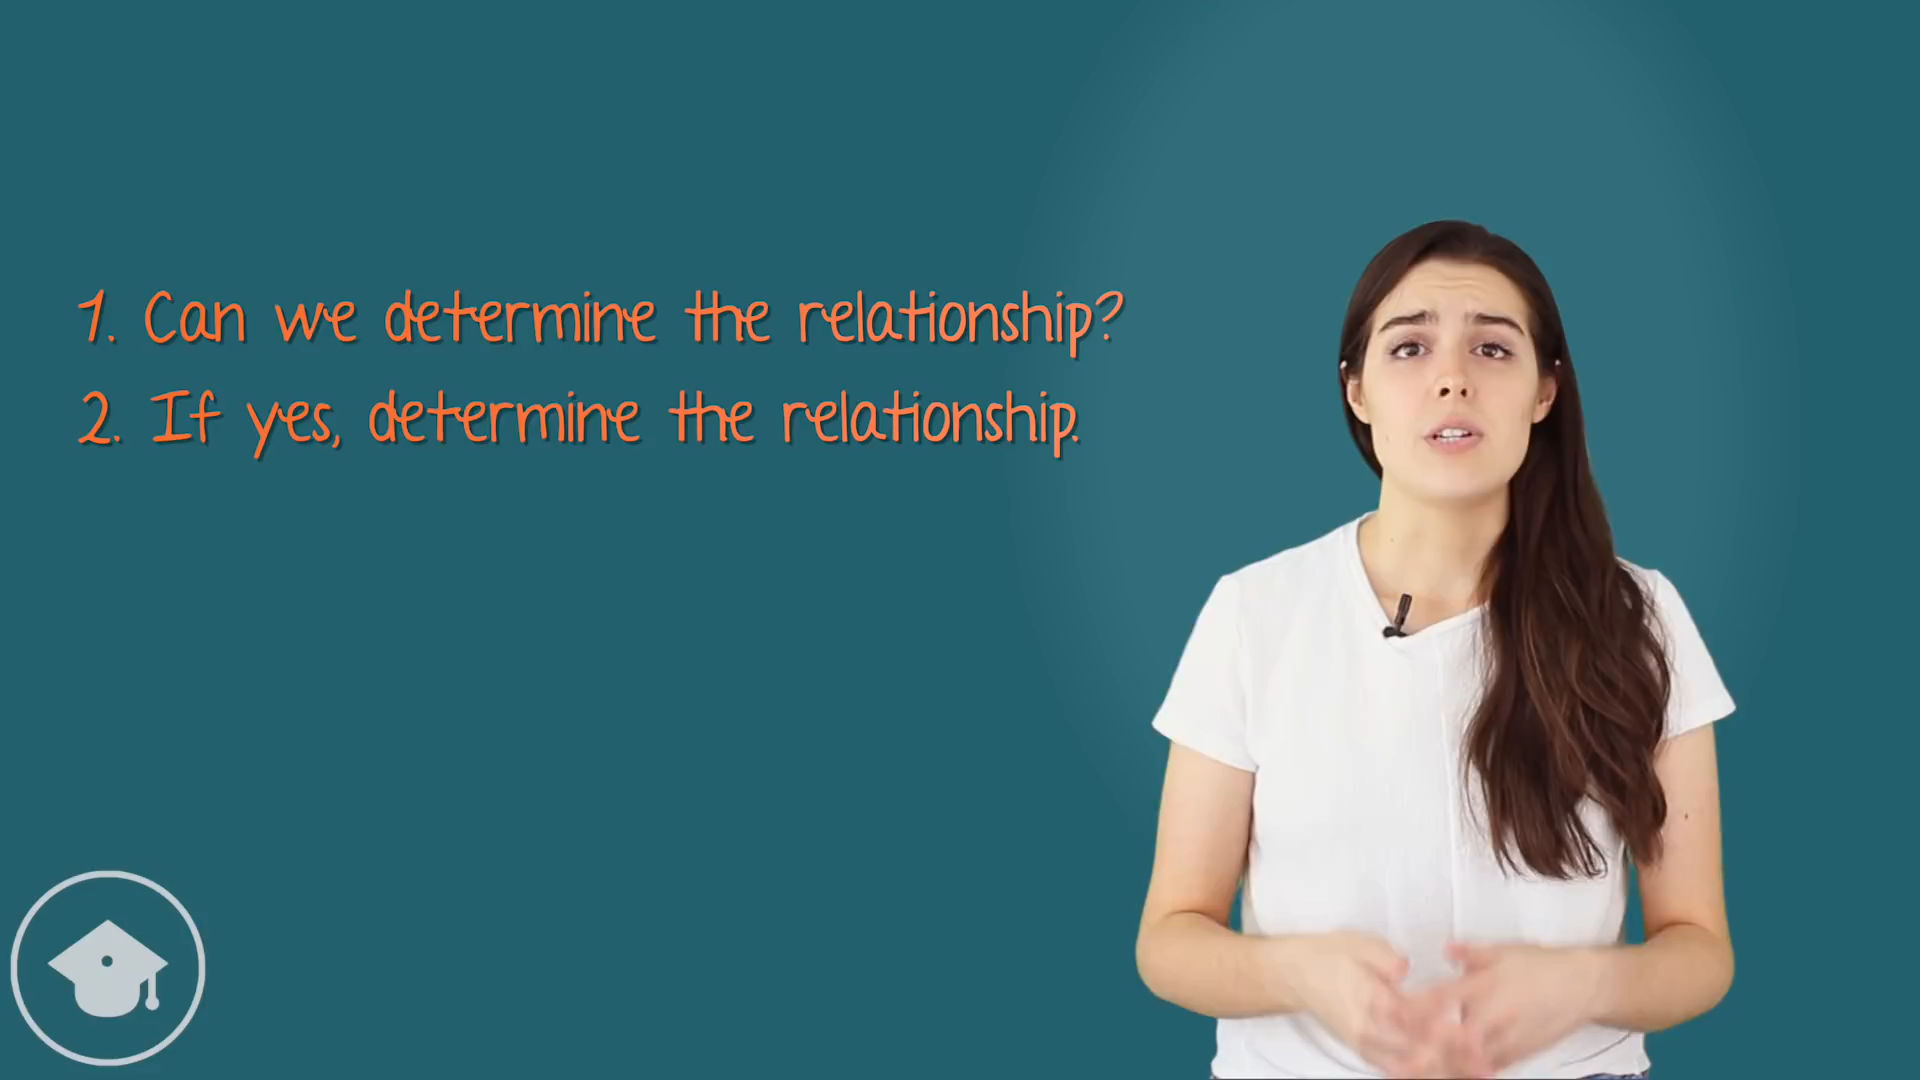 1. Can we determine the relationship?
2. If yes, determine the relationship.